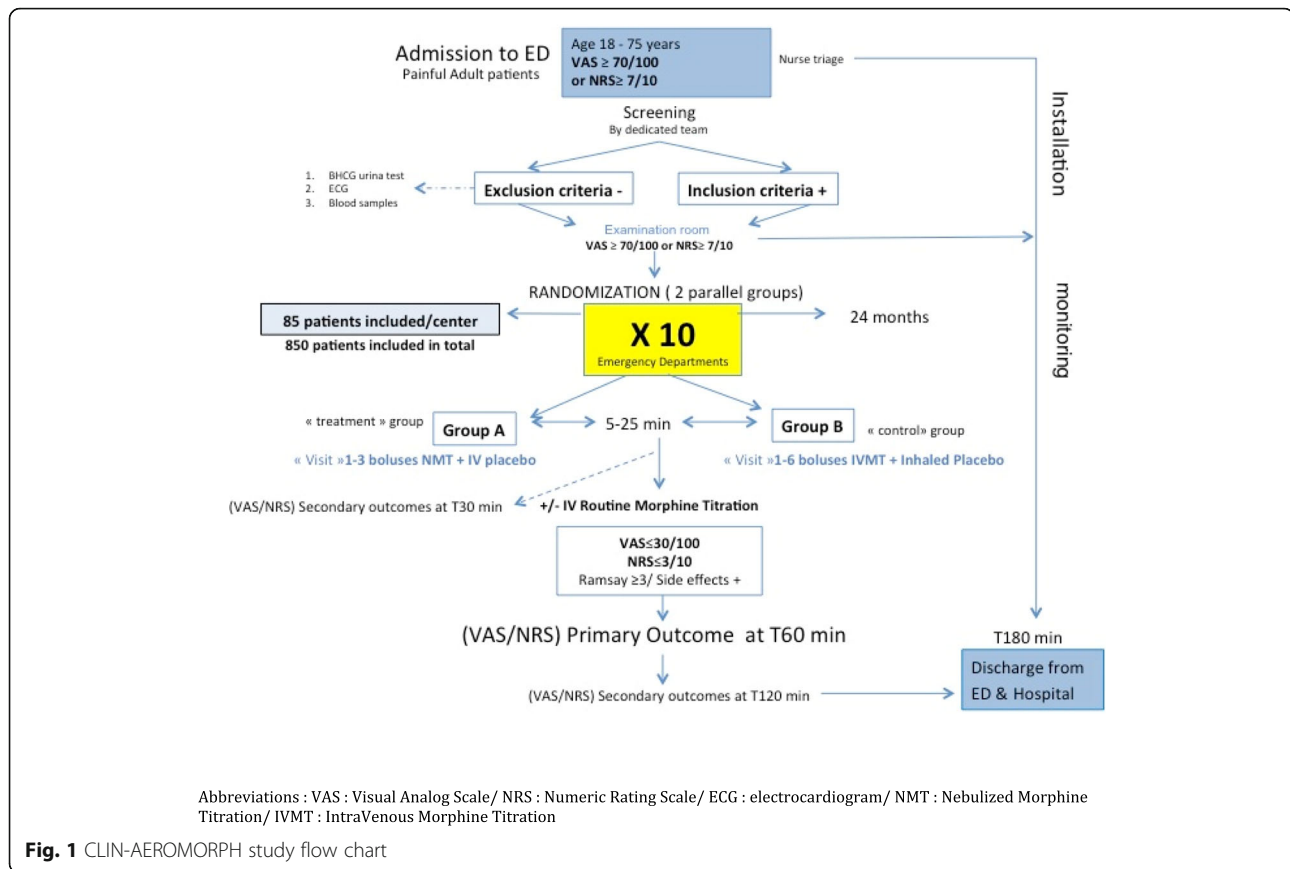 Admission to ED
Painful Adult patients
Age 18 - 75 years
VAS ≥ 70/100
or NRS≥ 7/10
Nurse triage
Installation
monitoring
Screening
By dedicated team
1. BHCG urina test
2. ECG
3. Blood samples
Exclusion criteria -
Inclusion criteria +
Examination room
VAS ≥ 70/100 or NRS≥ 7/10
RANDOMIZATION ( 2 parallel groups)
85 patients included/center
850 patients included in total
X 10
Emergency Departments
24 months
« treatment » group
Group A
5-25 min
Group B
« control» group
« Visit »1-3 boluses NMT + IV placebo
« Visit »1-6 boluses IVMT + Inhaled Placebo
(VAS/NRS) Secondary outcomes at T30 min
+/- IV Routine Morphine Titration
VAS≤30/100
NRS≤3/10
Ramsay ≥3/ Side effects +
(VAS/NRS) Primary Outcome at T60 min
T180 min
Discharge from
ED & Hospital
(VAS/NRS) Secondary outcomes at T120 min
Abbreviations : VAS : Visual Analog Scale/ NRS : Numeric Rating Scale/ ECG : electrocardiogram/ NMT : Nebulized Morphine
Titration/ IVMT : IntraVenous Morphine Titration
Fig. 1 CLIN-AEROMORPH study flow chart